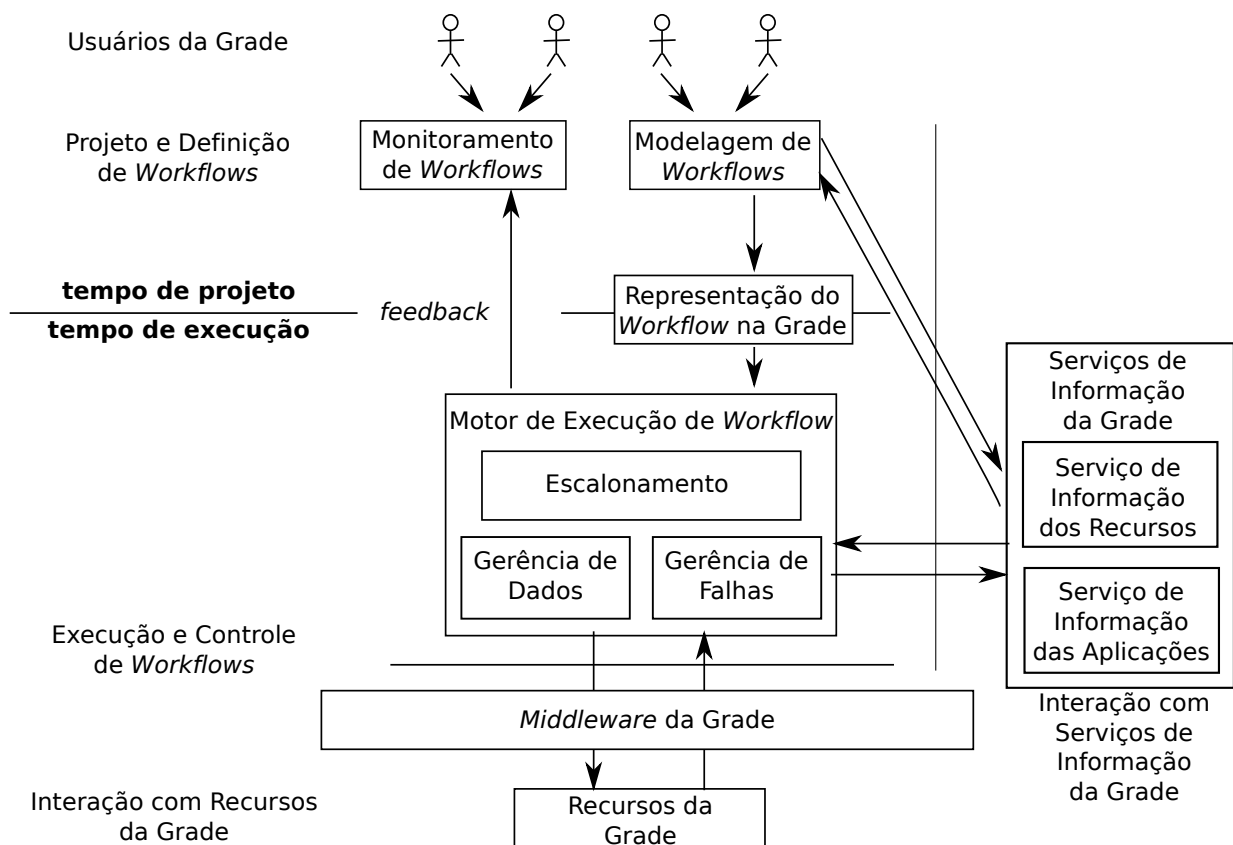 Usuários da Grade
Projeto e Definição
de Workflows
Monitoramento
de Workflows
Modelagem de
Workflows
tempo de projeto
tempo de execução
feedback
Representação do
Workflow na Grade
Motor de Execução de Workflow
Escalonamento
Gerência de
Dados
Gerência de
Falhas
Serviços de
Informação
da Grade
Serviço de
Informação
dos Recursos
Serviço de
Informação
das Aplicações
Interação com
Serviços de
Informação
da Grade
Execução e Controle
de Workflows
Middleware da Grade
Interação com Recursos
da Grade
Recursos da
Grade